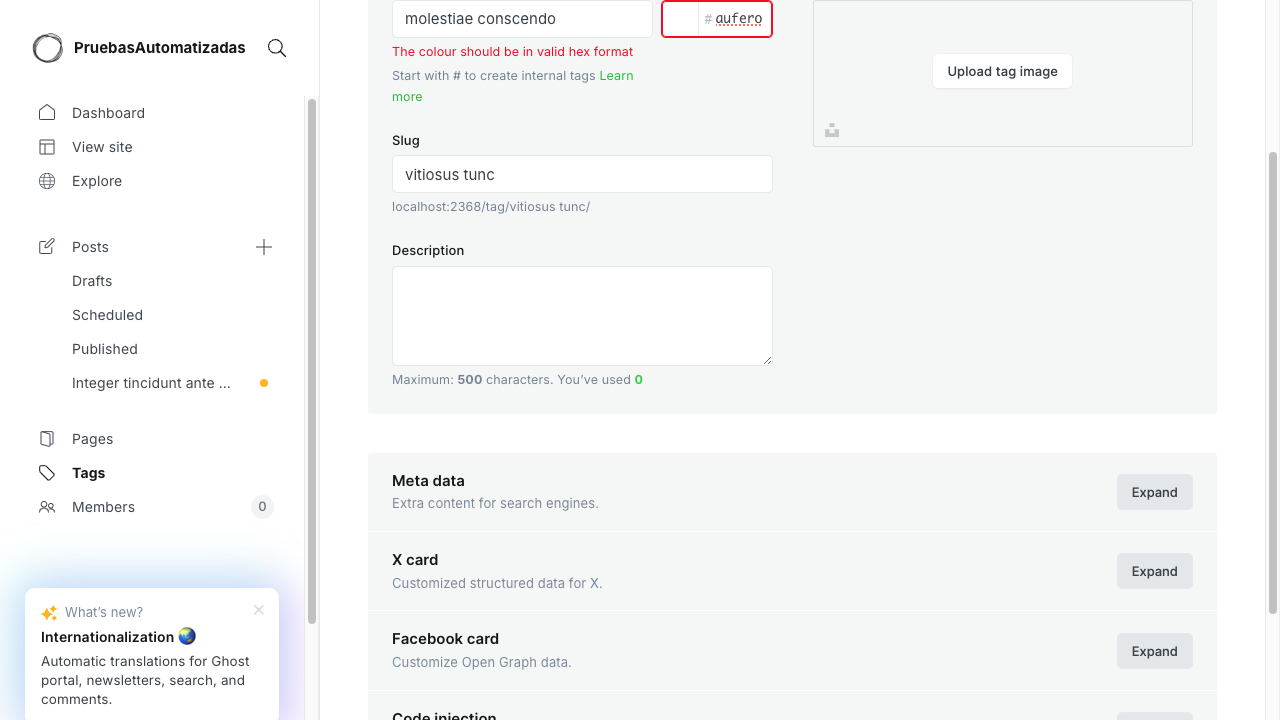 PruebasAutomatizadas
Dashboard
View site
Explore
Posts
Drafts
Scheduled
Published
Integer tincidunt ante ...
Pages
Tags
Members 0
What's new?
Internationalization 🌏
Automatic translations for Ghost
portal, newsletters, search, and
comments.
molestiae conscendo
# aufero
The colour should be in valid hex format
Start with # to create internal tags Learn
more
Slug
vitiosus tunc
localhost:2368/tag/vitiosus tunc/
Description
Maximum: 500 characters. You’ve used 0
Upload tag image
Meta data
Extra content for search engines.
Expand
X card
Customized structured data for X.
Expand
Facebook card
Customize Open Graph data.
Expand
Code injection